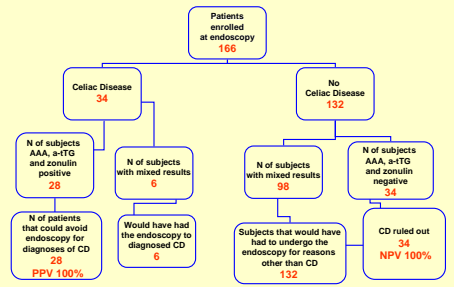 Patients
enrolled
at endoscopy
166
Celiac Disease
34
No
Celiac Disease
132
N of subjects
AAA, a-tTG
and zonulin
positive
28
N of subjects
with mixed results
6
N of subjects
with mixed results
98
N of subjects
AAA, a-tTG
and zonulin
negative
34
N of patients
that could avoid
endoscopy for
diagnoses of CD
28
PPV 100%
Would have had
the endoscopy to
diagnosed CD
6
Subjects that would have
had to undergo the
endoscopy for reasons
other than CD
132
CD ruled out
34
NPV 100%